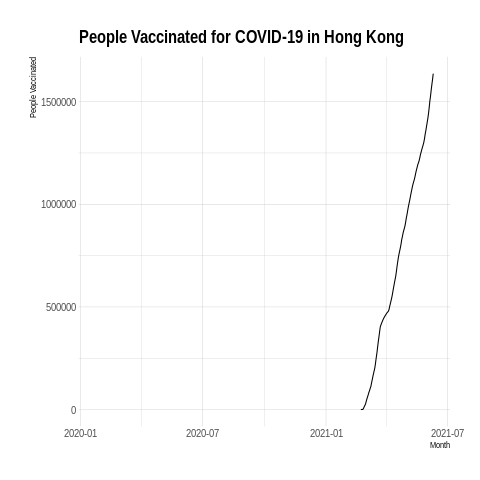 People Vaccinated for COVID-19 in Hong Kong
People Vaccinated
1500000
1000000
500000
0
2020-01 2020-07 2021-01 2021-07
Month